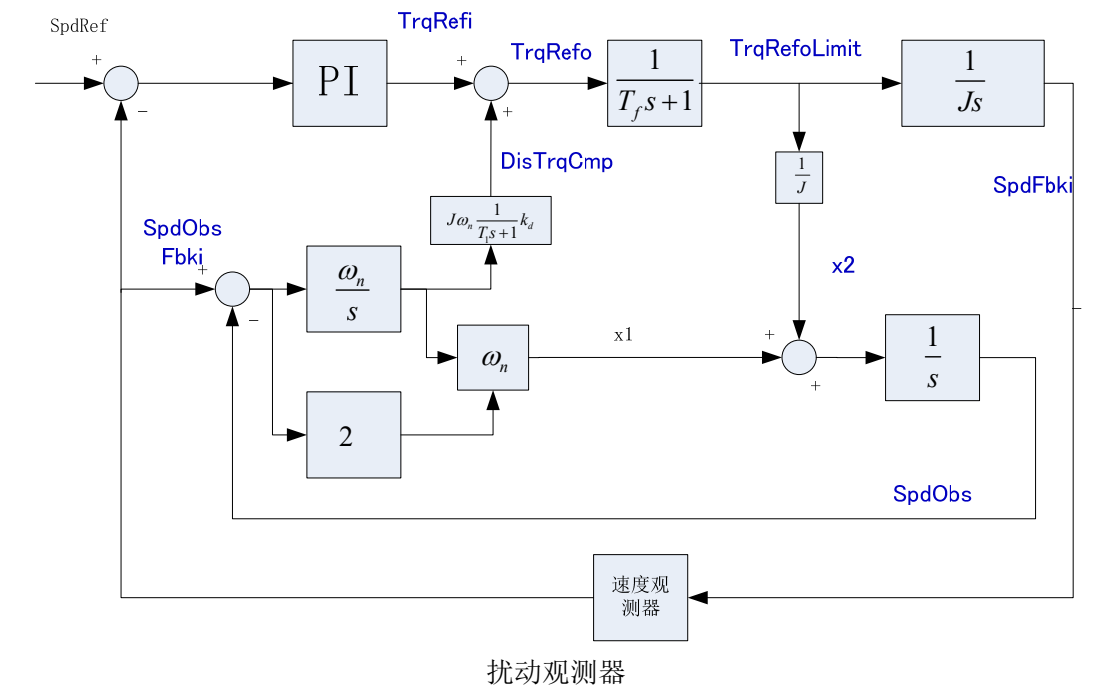 SpdRef
TrqRefi
TrqRefo
TrqRefoLimit
+
PI
+
+
1
T_f s+1
1
Js
−
DisTrqCmp
1
J
SpdFbki
Jω_n 1/(T_1 s+1) k_d
SpdObs
Fbki
+
−
ω_n
s
x2
−
ω_n
x1
+
+
1
s
2
SpdObs
速度观
测器
扰动观测器